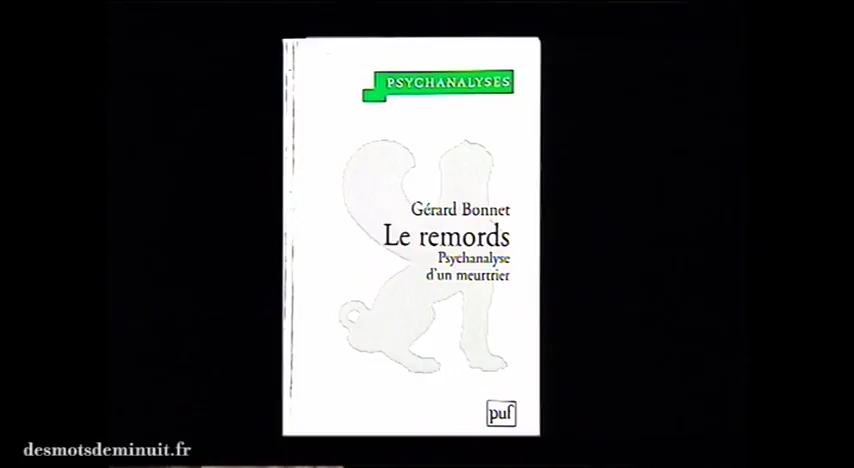 PSYCHANALYSES
Gérard Bonnet
Le remords
Psychanalyse
d'un meurtrier
puf
desmotsdeminuit.fr